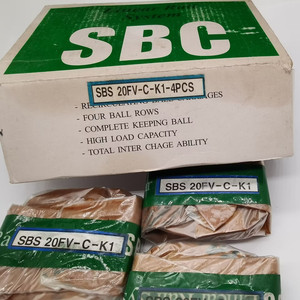 SBC
SBS 20FV-C-K1-4PCS
- FOUR BALL ROWS
- COMPLETE KEEPING BALL
- HIGH LOAD CAPACITY
- TOTAL INTER CHAGE ABILITY
SBS 20FV-C-K1
SBS 20FV-C-K1